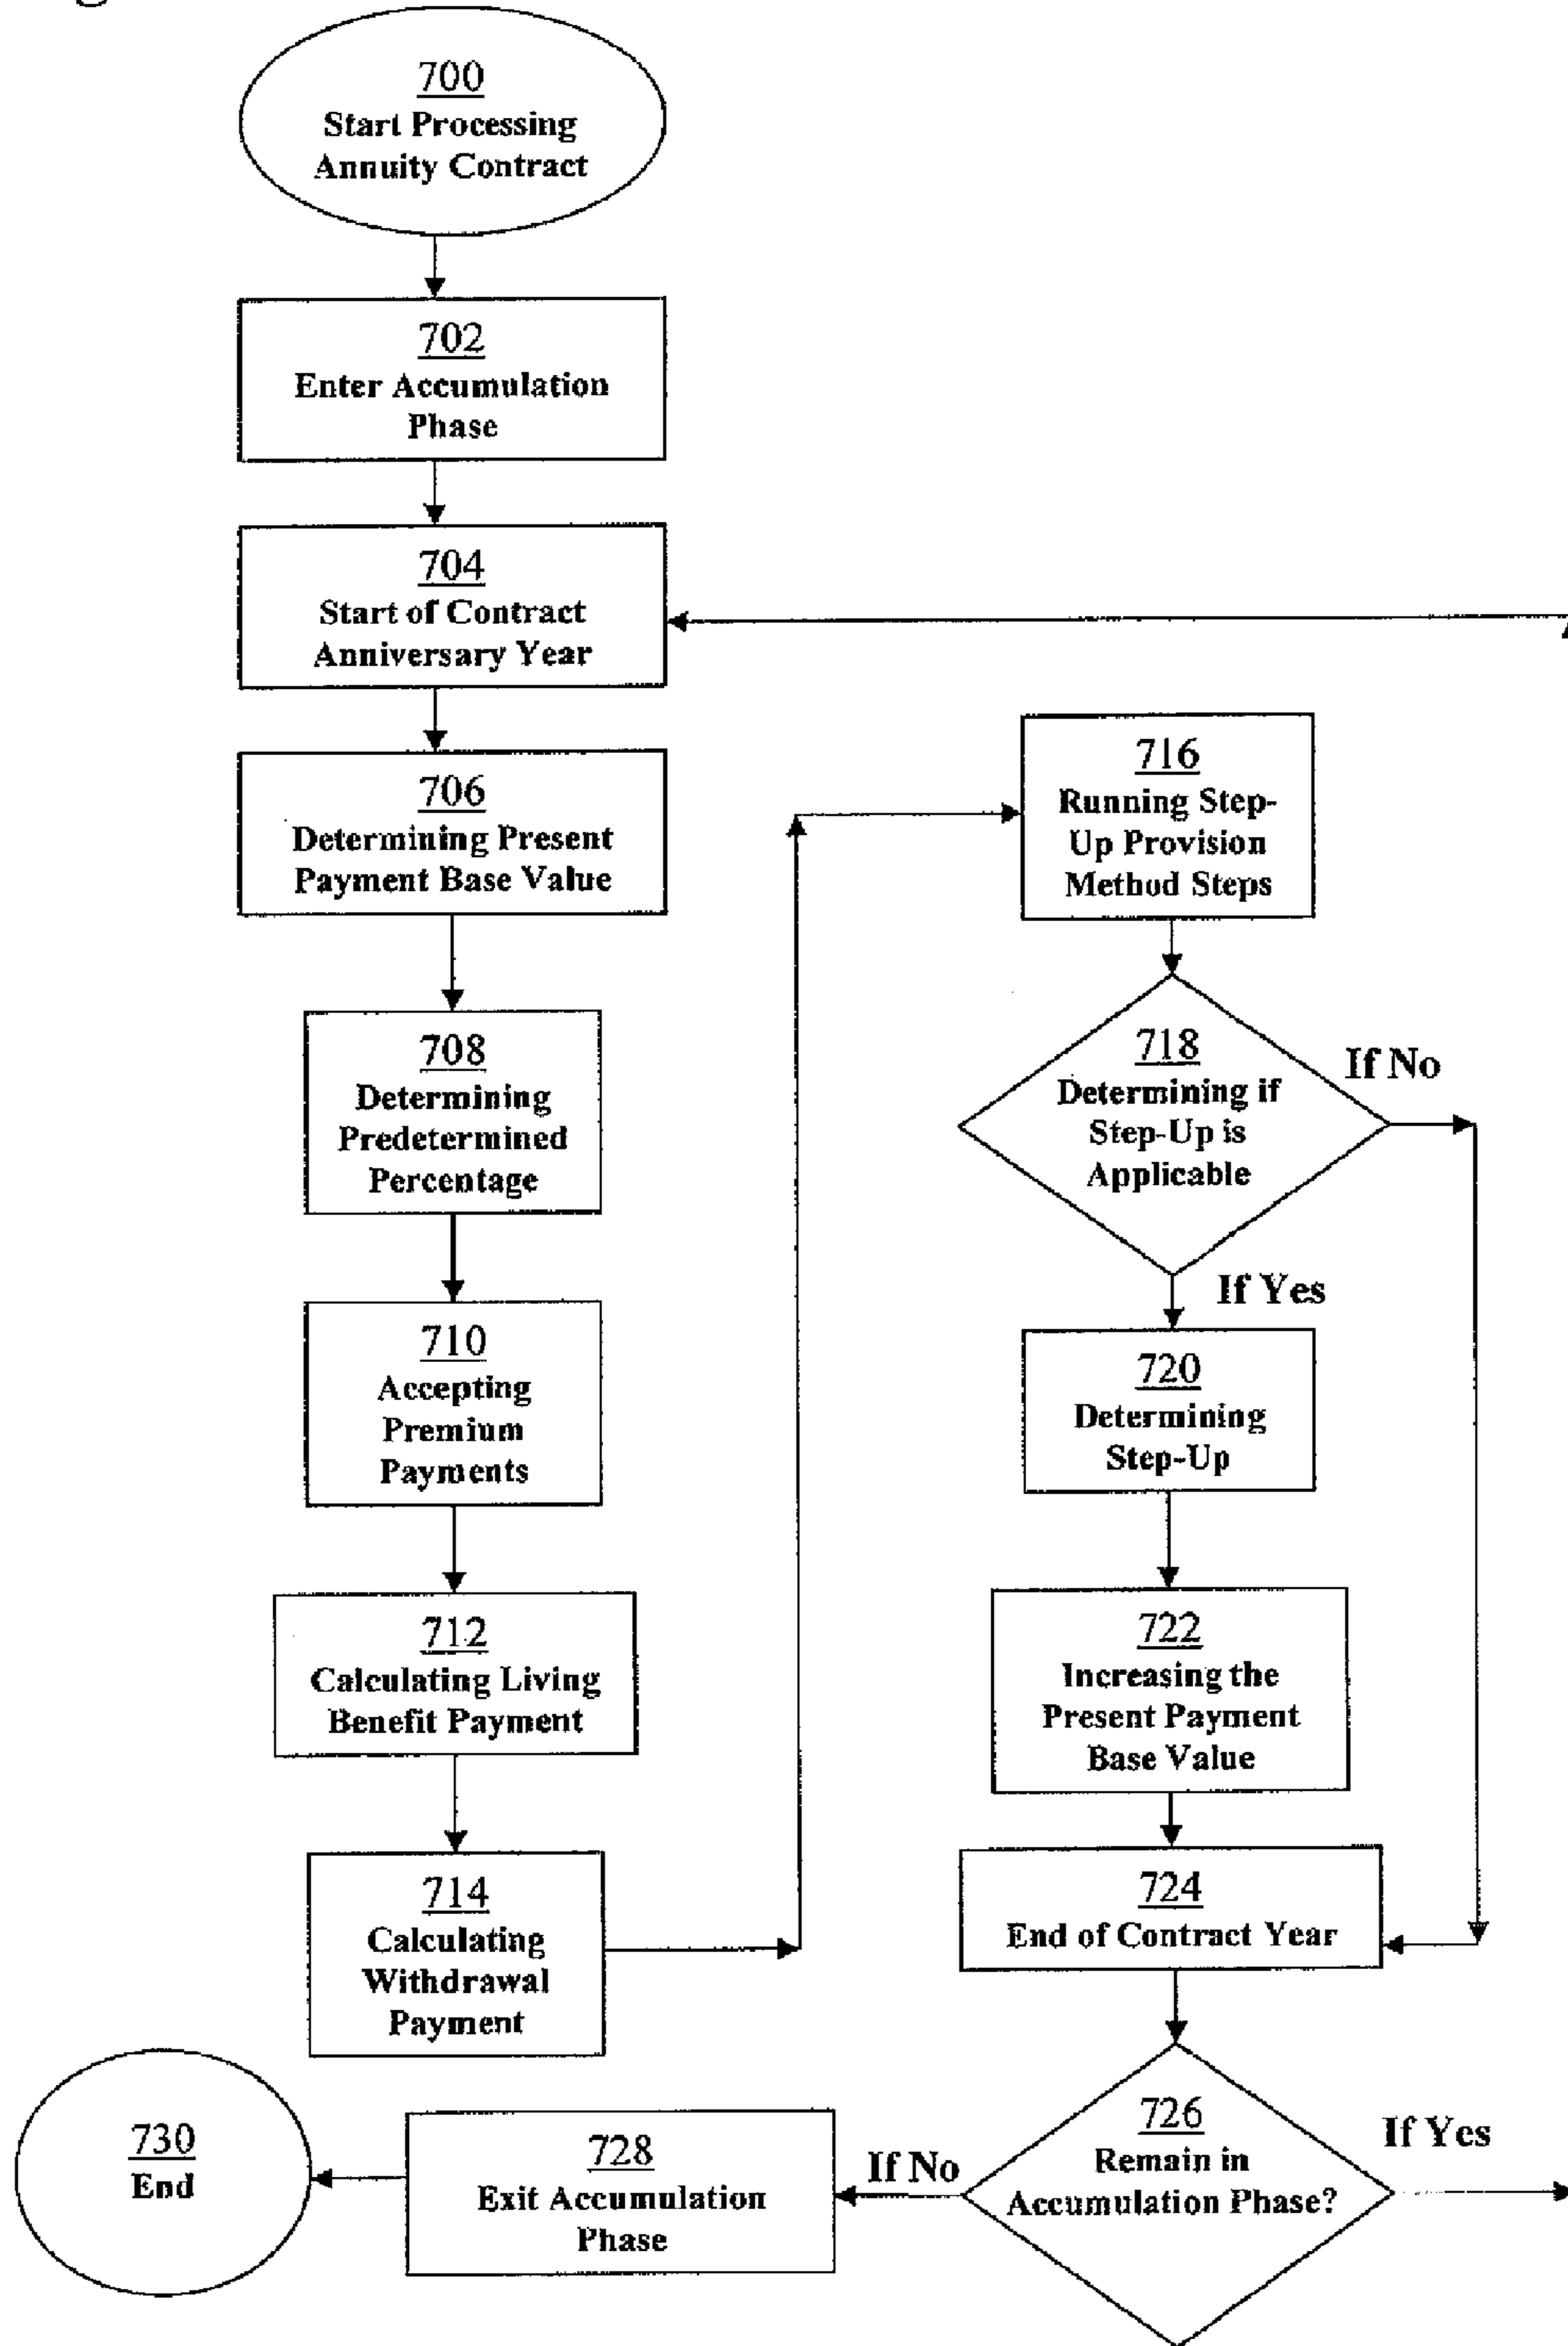 700
Start Processing
Annuity Contract
702
Enter Accumulation
Phase
704
Start of Contract
Anniversary Year
706
Determining Present
Payment Base Value
708
Determining
Predetermined
Percentage
710
Accepting
Premium
Payments
712
Calculating Living
Benefit Payment
714
Calculating
Withdrawal
Payment
716
Running Step-
Up Provision
Method Steps
718
Determining if
Step-Up is
Applicable
If No
If Yes
720
Determining
Step-Up
722
Increasing the
Present Payment
Base Value
724
End of Contract Year
726
Remain in
Accumulation Phase?
If Yes
If No
728
Exit Accumulation
Phase
730
End